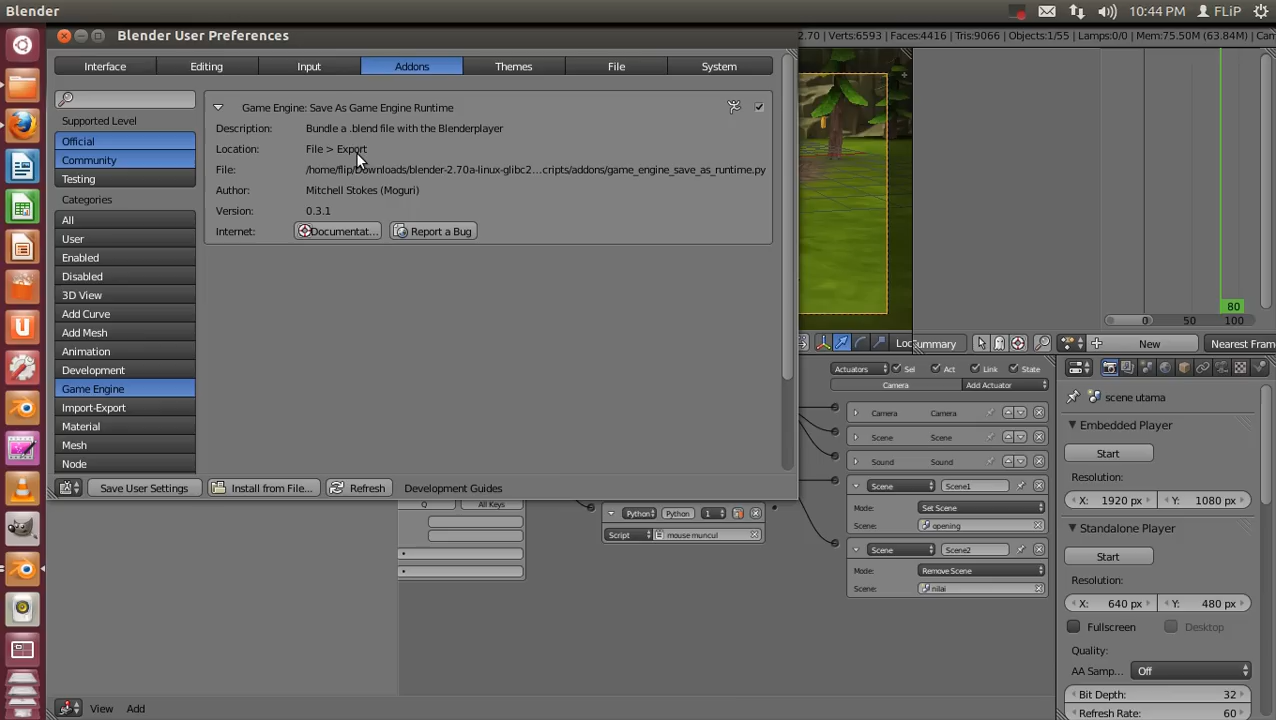 Blender
10:44 PM
FLiP
Blender User Preferences
2.70 | Verts:6593 | Faces:4416 | Tris:9066 | Objects:1/55 | Lamps:0/0 | Mem:75.50M (63.84M) | Cam
Interface
Editing
Input
Addons
Themes
File
System
Supported Level
Official
Community
Testing
Categories
All
User
Enabled
Disabled
3D View
Add Curve
Add Mesh
Animation
Development
Game Engine
Import-Export
Material
Mesh
Node
Game Engine: Save As Game Engine Runtime
Description: Bundle a .blend file with the Blenderplayer
Location: File > Export
File: /home/flip/Downloads/blender-2.70a-linux-glibc2...cripts/addons/game_engine_save_as_runtime.py
Author: Mitchell Stokes (Moguri)
Version: 0.3.1
Internet: Documentat... Report a Bug
Save User Settings
Install from File...
Refresh
Development Guides
80
0 50 100
Summary
New
Nearest Fram
Q
All Keys
Python
Python
1
Script
mouse muncul
Actuators
Sel
Act
Link
State
Camera
Add Actuator
Camera Camera
Scene Scene
Sound Sound
Scene Scene1
Mode: Set Scene
Scene: opening
Scene Scene2
Mode: Remove Scene
Scene: nilai
scene utama
Embedded Player
Start
Resolution:
X: 1920 px
Y: 1080 px
Standalone Player
Start
Resolution:
X: 640 px
Y: 480 px
Fullscreen
Desktop
Quality:
AA Samp...
Off
Bit Depth: 32
Refresh Rate: 60
View
Add